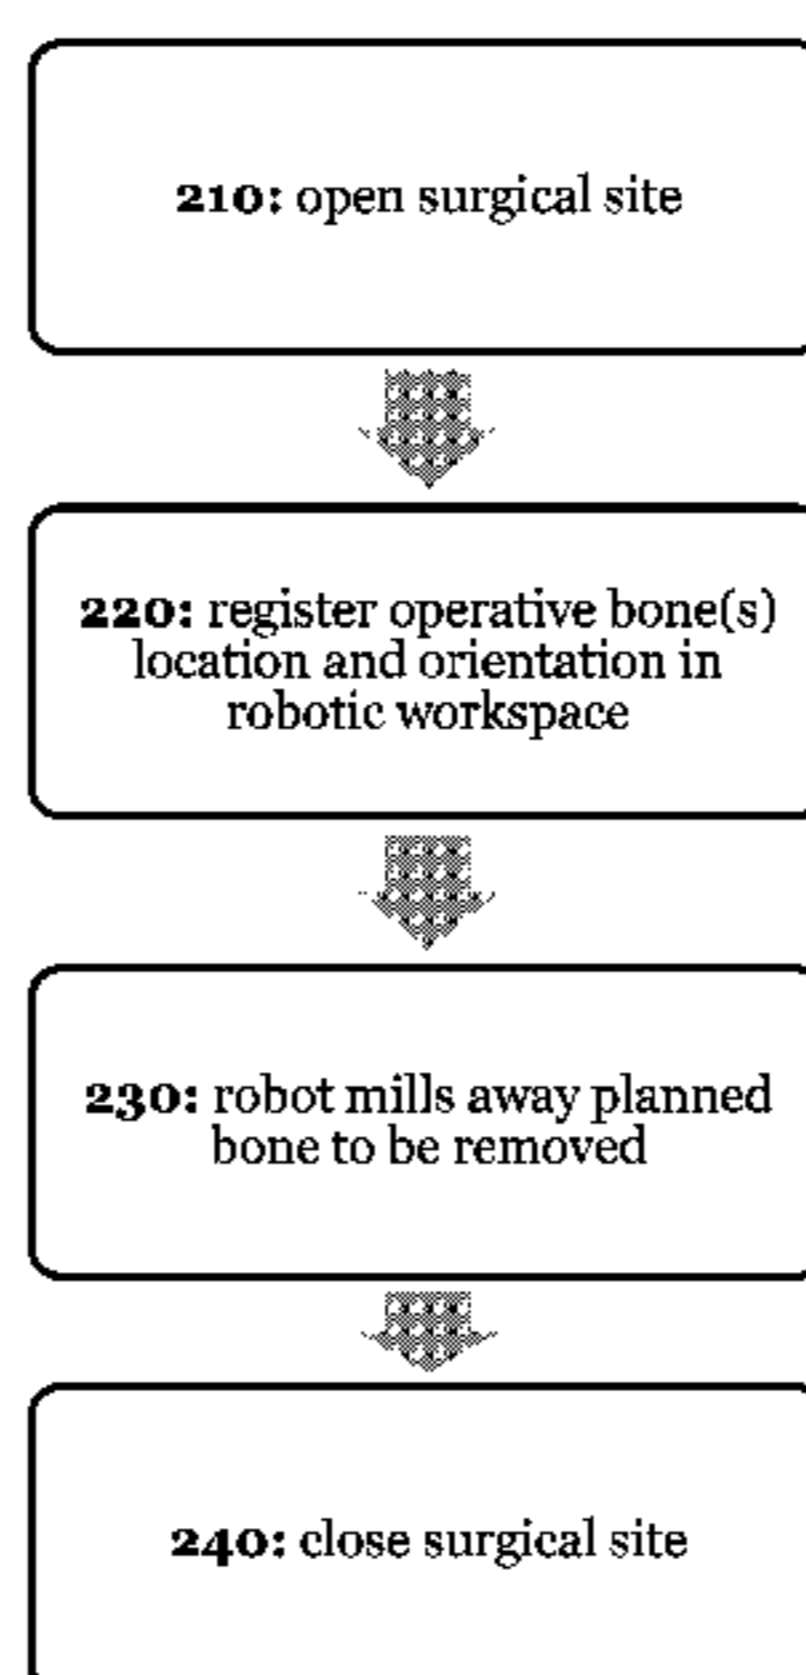 210: open surgical site
220: register operative bone(s)
location and orientation in
robotic workspace
230: robot mills away planned
bone to be removed
240: close surgical site